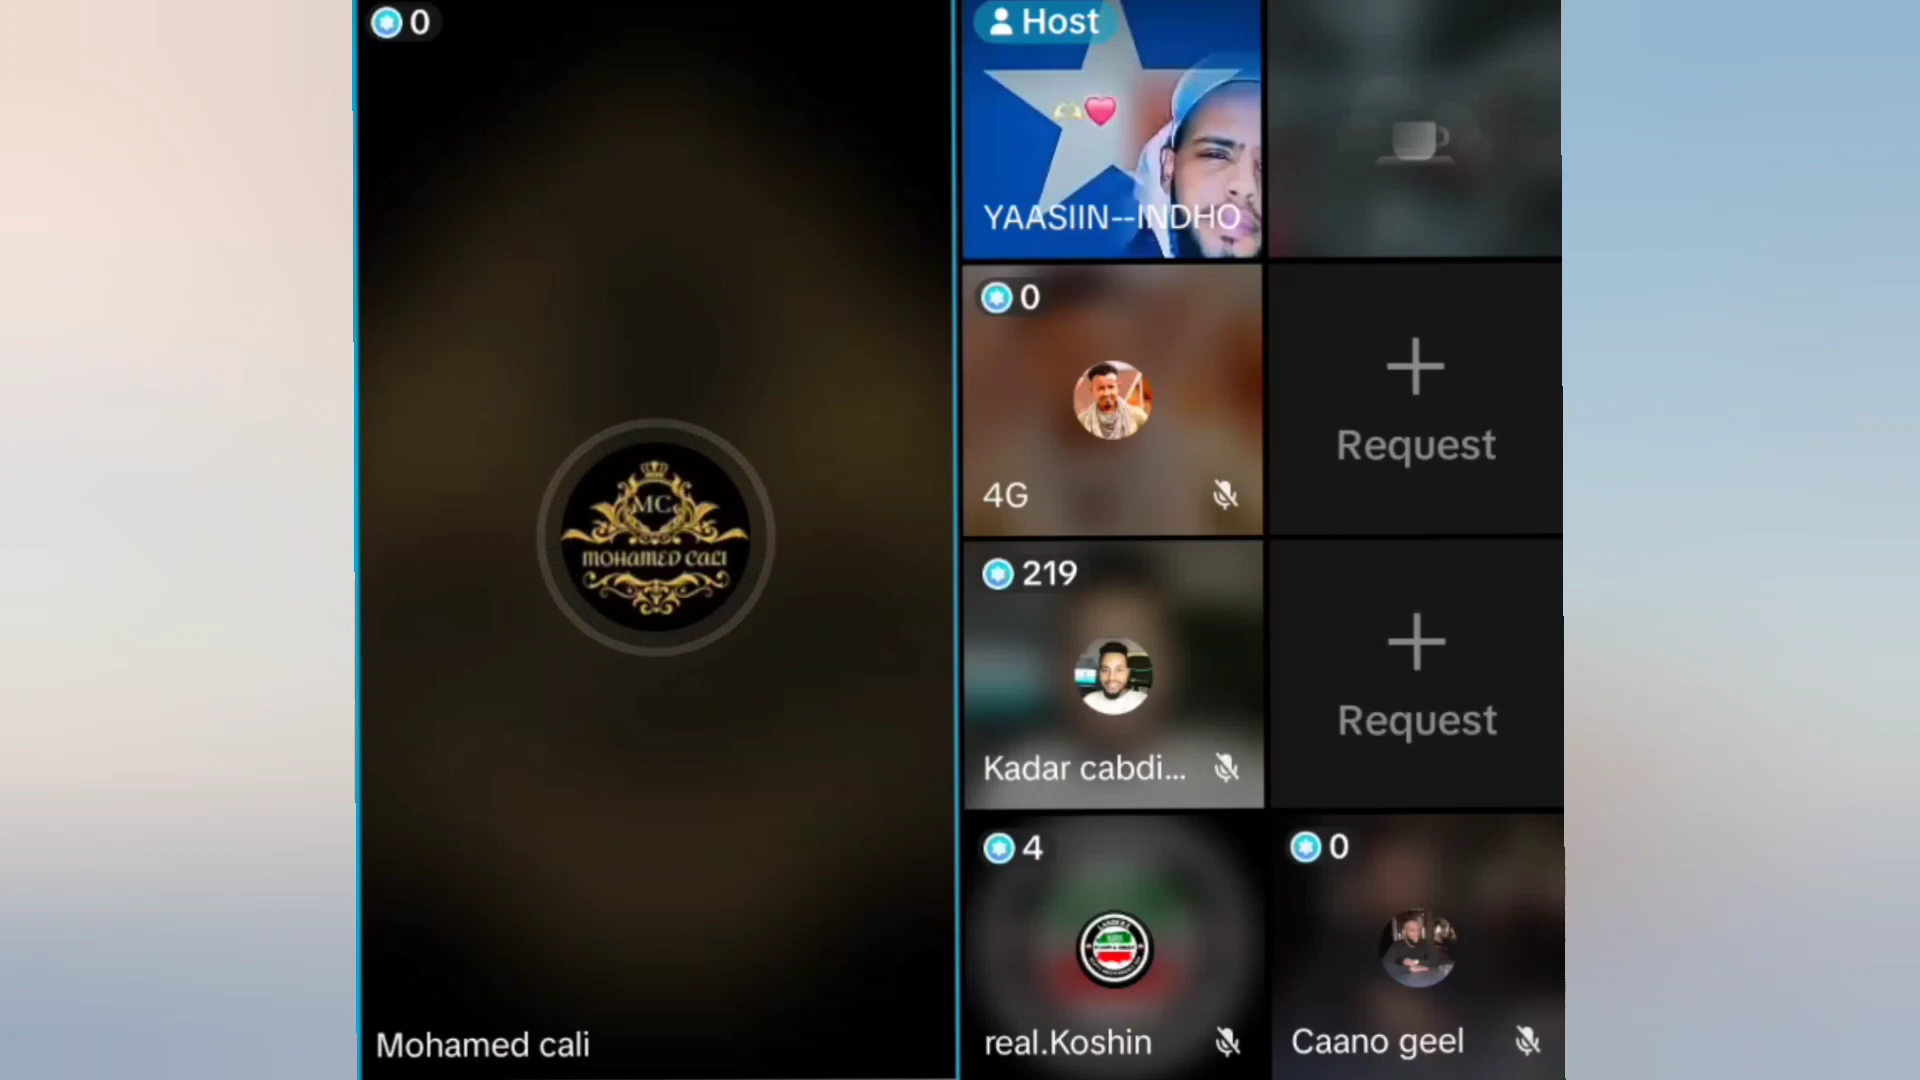 0
Host
YAASIIN--INDHO
0
4G
Request
219
Kadar cabdi...
Request
MC
MOHAMED CALI
4
real.Koshin
0
Caano geel
Mohamed cali